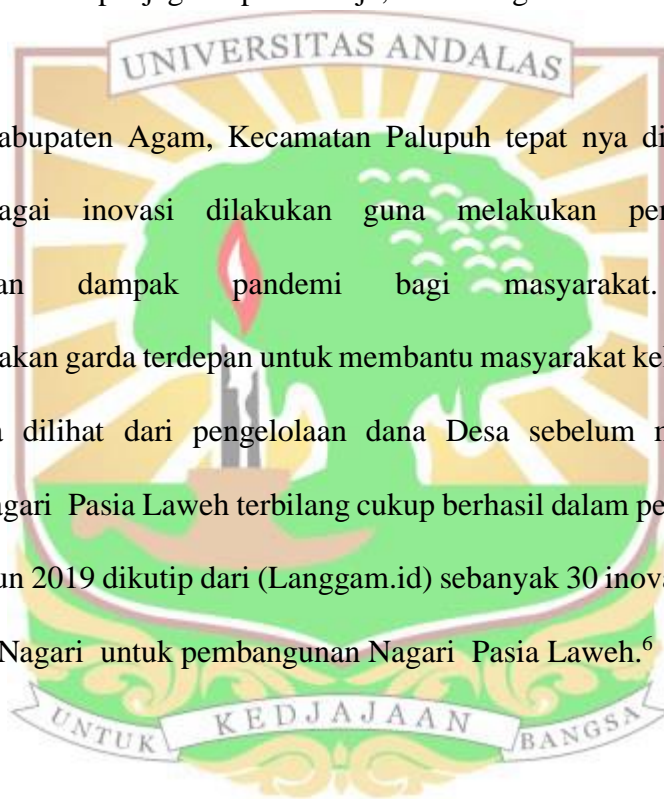 UNIVERSITAS ANDALAS
abupaten Agam, Kecamatan Palupuh tepat nya di
agai inovasi dilakukan guna melakukan per
an dampak pandemi bagi masyarakat.
akan garda terdepan untuk membantu masyarakat kel
dilihat dari pengelolaan dana Desa sebelum
agari Pasia Laweh terbilang cukup berhasil dalam pe
un 2019 dikutip dari (Langgam.id) sebanyak 30 inova
Nagari untuk pembangunan Nagari Pasia Laweh.⁶
UNTUK KEDJAJAAN BANGSA